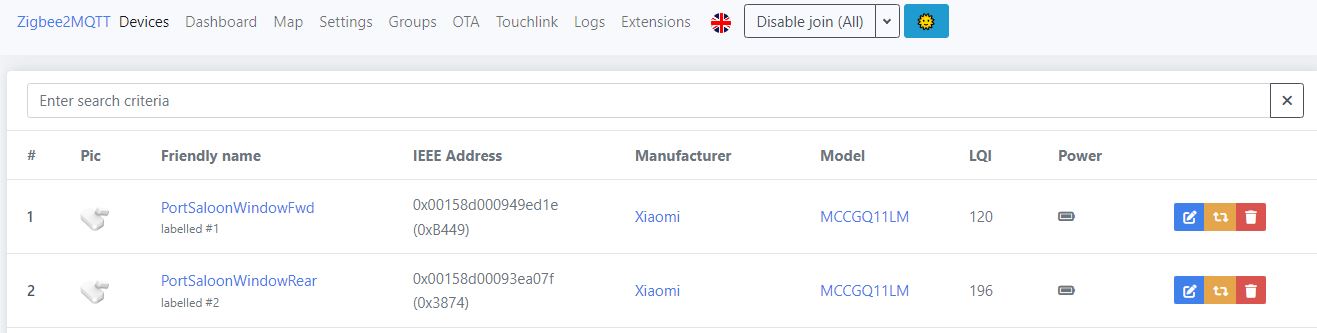 Zigbee2MQTT Devices Dashboard Map Settings Groups OTA Touchlink Logs Extensions Disable join (All)
Enter search criteria
# Pic Friendly name IEEE Address Manufacturer Model LQI Power
1 PortSaloonWindowFwd 0x00158d000949ed1e Xiaomi MCCGQ11LM 120
labelled #1 (0xB449)
2 PortSaloonWindowRear 0x00158d00093ea07f Xiaomi MCCGQ11LM 196
labelled #2 (0x3874)